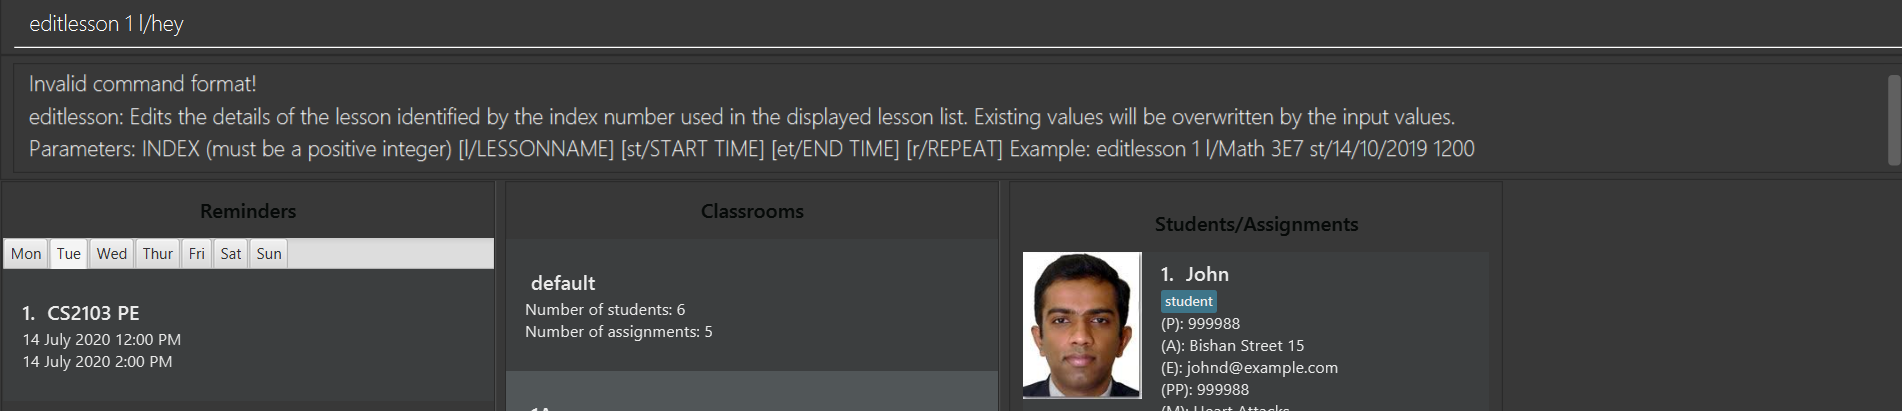 editlesson 1 l/hey
Invalid command format!
editlesson: Edits the details of the lesson identified by the index number used in the displayed lesson list. Existing values will be overwritten by the input values.
Parameters: INDEX (must be a positive integer) [l/LESSONNAME] [st/START TIME] [et/END TIME] [r/REPEAT] Example: editlesson 1 l/Math 3E7 st/14/10/2019 1200
Reminders
Mon Tue Wed Thur Fri Sat Sun
1. CS2103 PE
14 July 2020 12:00 PM
14 July 2020 2:00 PM
Classrooms
default
Number of students: 6
Number of assignments: 5
Students/Assignments
1. John
student
(P): 999988
(A): Bishan Street 15
(E): johnd@example.com
(PP): 999988
(M): Heart Attacks